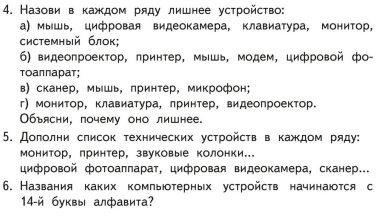 4. Назови в каждом ряду лишнее устройство:
а) мышь, цифровая видеокамера, клавиатура, монитор,
системный блок;
б) видеопроектор, принтер, мышь, модем, цифровой фо-
тоаппарат;
в) сканер, мышь, принтер, микрофон;
г) монитор, клавиатура, принтер, видеопроектор.
Объясни, почему оно лишнее.
5. Дополни список технических устройств в каждом ряду:
монитор, принтер, звуковые колонки...
цифровой фотоаппарат, цифровая видеокамера, сканер...
6. Названия каких компьютерных устройств начинаются с
14-й буквы алфавита?